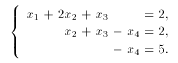 x₁ + 2x₂ + x₃ = 2,
x₂ + x₃ − x₄ = 2,
− x₄ = 5.